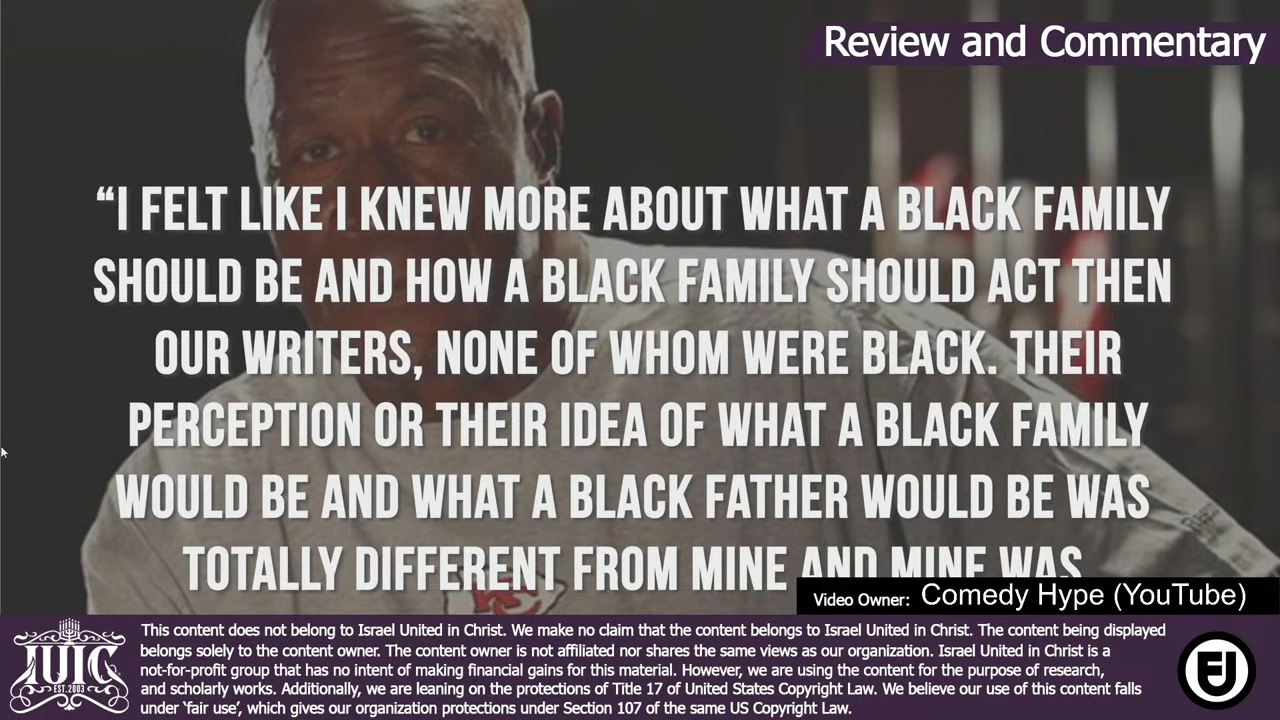 Review and Commentary
“I FELT LIKE I KNEW MORE ABOUT WHAT A BLACK FAMILY
SHOULD BE AND HOW A BLACK FAMILY SHOULD ACT THEN
OUR WRITERS, NONE OF WHOM WERE BLACK. THEIR
PERCEPTION OR THEIR IDEA OF WHAT A BLACK FAMILY
WOULD BE AND WHAT A BLACK FATHER WOULD BE WAS
TOTALLY DIFFERENT FROM MINE AND MINE WAS
Video Owner: Comedy Hype (YouTube)
This content does not belong to Israel United in Christ. We make no claim that the content belongs to Israel United in Christ. The content being displayed
belongs solely to the content owner. The content owner is not affiliated nor shares the same views as our organization. Israel United in Christ is a
not-for-profit group that has no intent of making financial gains for this material. However, we are using the content for the purpose of research,
and scholarly works. Additionally, we are leaning on the protections of Title 17 of United States Copyright Law. We believe our use of this content falls
under ‘fair use’, which gives our organization protections under Section 107 of the same US Copyright Law.
IUIC
EST. 2003
KC